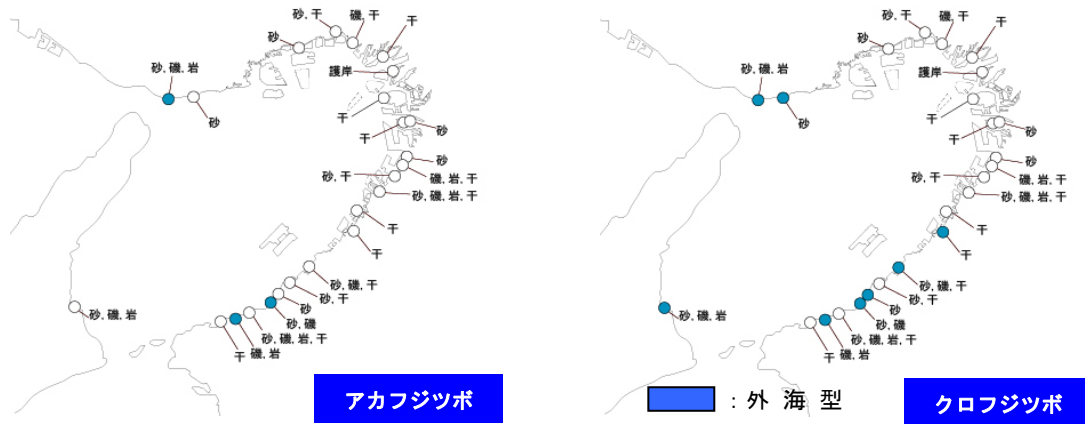 砂, 干
磯, 干
砂
干
砂, 磯, 岩
護岸
砂
干
干
砂
砂
砂, 干
磯, 岩, 干
砂, 磯, 岩, 干
干
干
砂, 磯, 干
砂, 干
砂
砂, 磯, 岩
砂, 磯
砂, 磯, 岩, 干
干
磯, 岩
アカフジツボ
砂, 干
磯, 干
砂
干
砂, 磯, 岩
護岸
砂
干
干
砂
砂
砂, 干
磯, 岩, 干
砂, 磯, 岩, 干
干
干
砂, 磯, 干
砂, 干
砂
砂, 磯, 岩
砂, 磯
砂, 磯, 岩, 干
干
磯, 岩
: 外 海 型
クロフジツボ